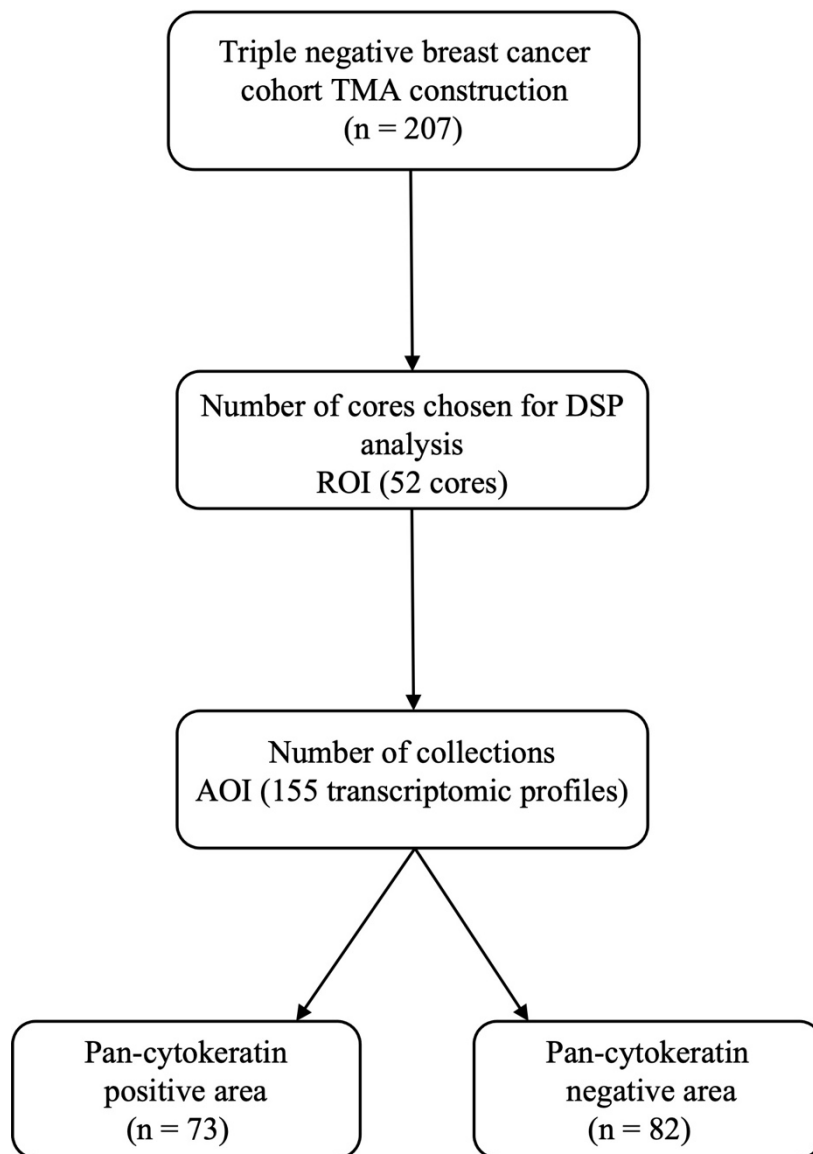 Triple negative breast cancer
cohort TMA construction
(n = 207)
Number of cores chosen for DSP
analysis
ROI (52 cores)
Number of collections
AOI (155 transcriptomic profiles)
Pan-cytokeratin
positive area
(n = 73)
Pan-cytokeratin
negative area
(n = 82)